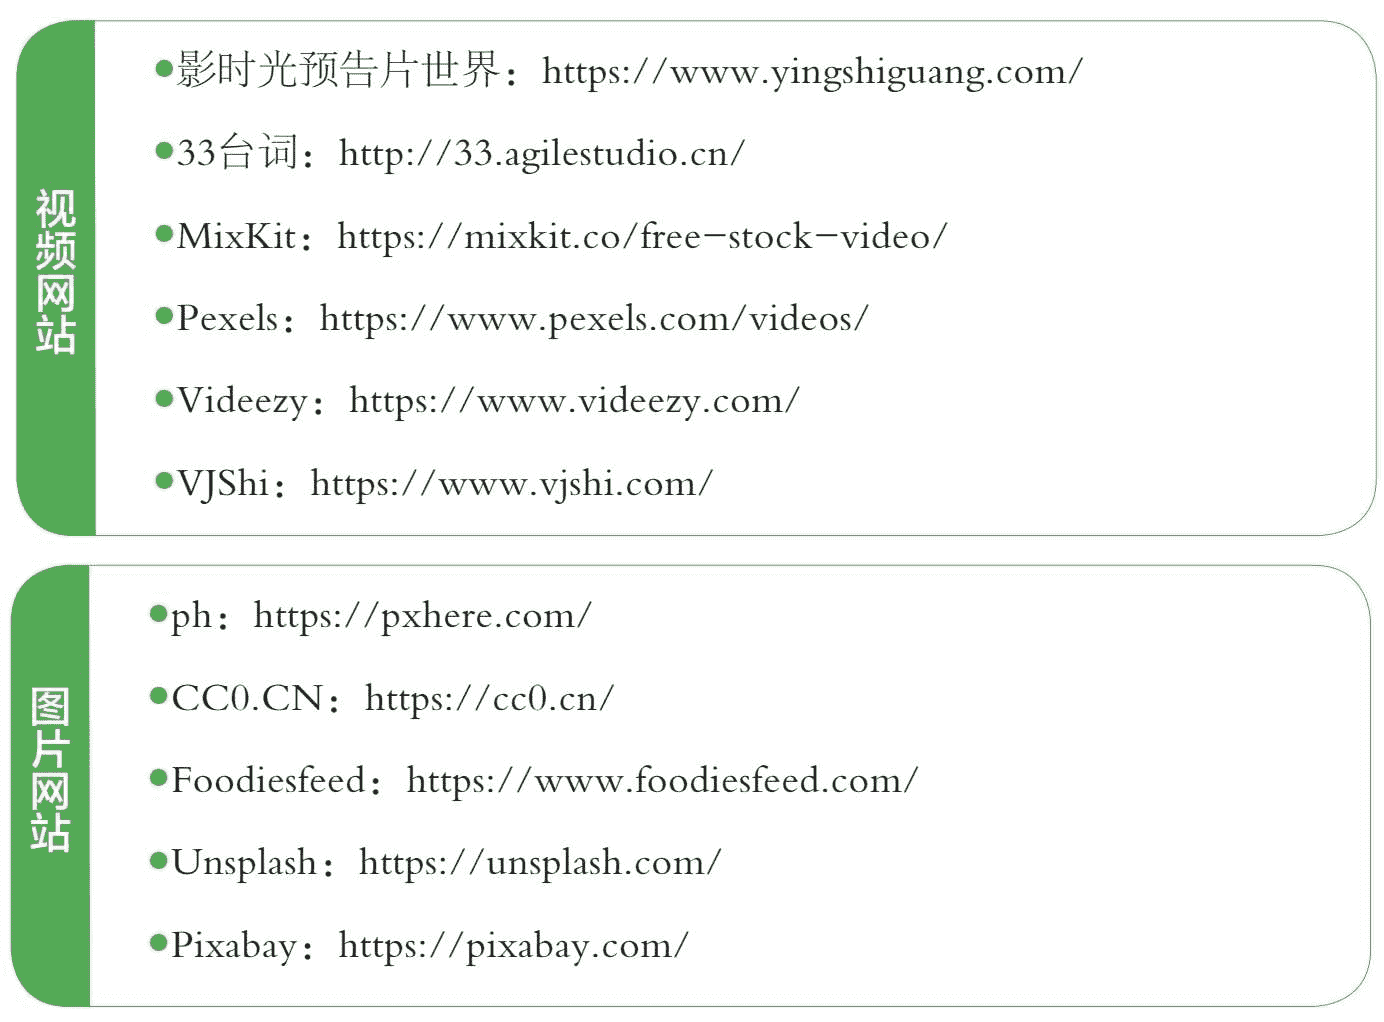 视频网站
影时光预告片世界：https://www.yingshiguang.com/
33台词：http://33.agilestudio.cn/
MixKit：https://mixkit.co/free-stock-video/
Pexels：https://www.pexels.com/videos/
Videezy：https://www.videezy.com/
VJShi：https://www.vjshi.com/
图片网站
ph：https://pxhere.com/
CC0.CN：https://cc0.cn/
Foodiesfeed：https://www.foodiesfeed.com/
Unsplash：https://unsplash.com/
Pixabay：https://pixabay.com/